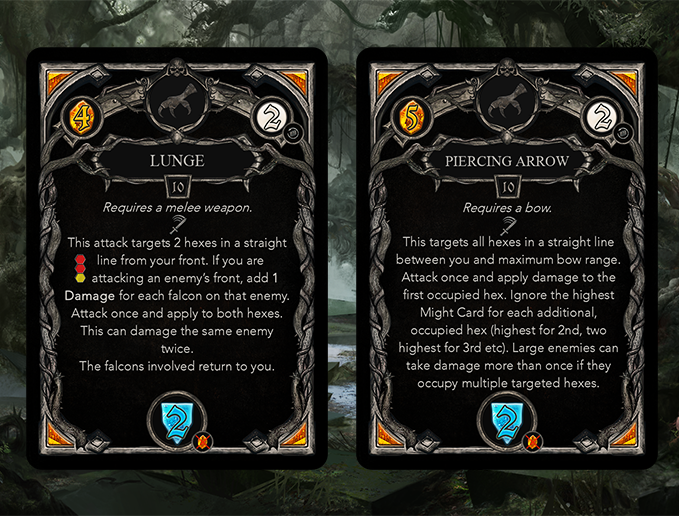 4
2
LUNGE
10
Requires a melee weapon.
This attack targets 2 hexes in a straight
line from your front. If you are
attacking an enemy's front, add 1
Damage for each falcon on that enemy.
Attack once and apply to both hexes.
This can damage the same enemy
twice.
The falcons involved return to you.
2
5
2
PIERCING ARROW
10
Requires a bow.
This targets all hexes in a straight line
between you and maximum bow range.
Attack once and apply damage to the
first occupied hex. Ignore the highest
Might Card for each additional,
occupied hex (highest for 2nd, two
highest for 3rd etc). Large enemies can
take damage more than once if they
occupy multiple targeted hexes.
2